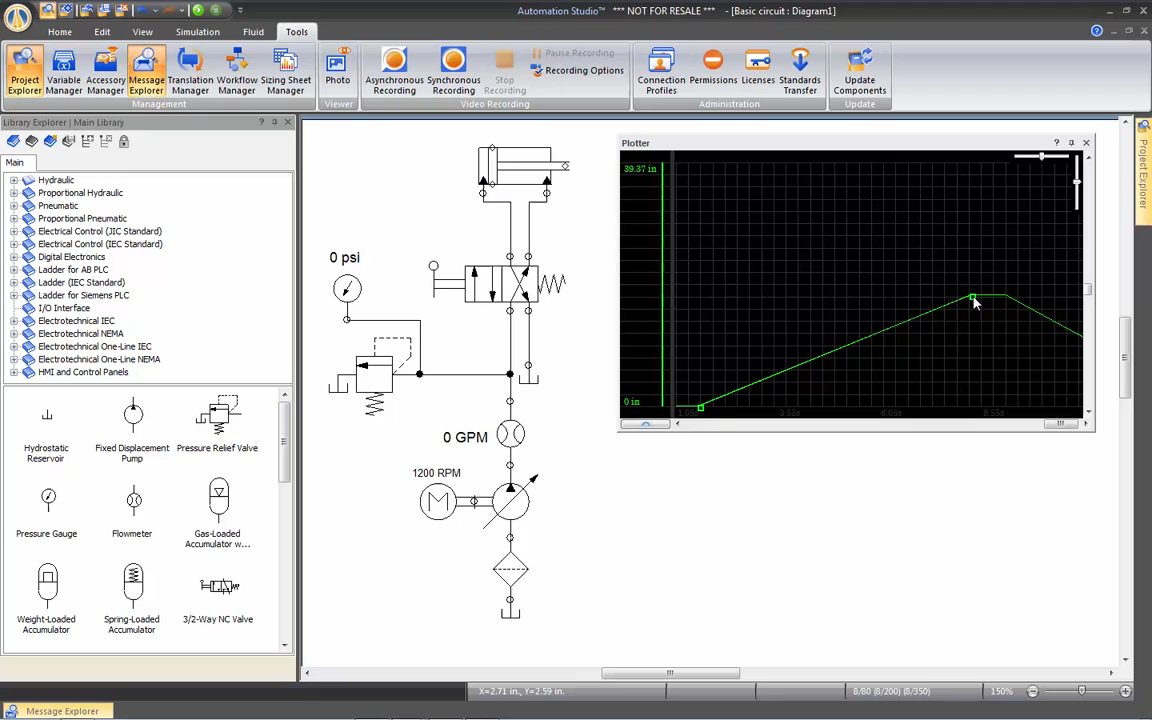 Automation Studio™ *** NOT FOR RESALE *** - [Basic circuit : Diagram1]
Home Edit View Simulation Fluid Tools
Project Explorer
Variable Manager
Accessory Manager
Message Explorer
Translation Manager
Workflow Manager
Sizing Sheet Manager
Management
Photo
Viewer
Asynchronous Recording
Synchronous Recording
Stop Recording
Pause Recording
Recording Options
Video Recording
Connection Profiles
Permissions
Licenses
Standards Transfer
Administration
Update Components
Update
Library Explorer | Main Library
Main
Hydraulic
Proportional Hydraulic
Pneumatic
Proportional Pneumatic
Electrical Control (JIC Standard)
Electrical Control (IEC Standard)
Digital Electronics
Ladder for AB PLC
Ladder (IEC Standard)
Ladder for Siemens PLC
I/O Interface
Electrotechnical IEC
Electrotechnical NEMA
Electrotechnical One-Line IEC
Electrotechnical One-Line NEMA
HMI and Control Panels
Hydrostatic Reservoir
Fixed Displacement Pump
Pressure Relief Valve
Pressure Gauge
Flowmeter
Gas-Loaded Accumulator w...
Weight-Loaded Accumulator
Spring-Loaded Accumulator
3/2-Way NC Valve
0 psi
0 GPM
1200 RPM
M
Plotter
39.37 in
0 in
1.05s 3.55s 6.05s 8.55s
Project Explorer
X=2.71 in., Y=2.59 in.
8/80 (8/200) (8/350)
150%
Message Explorer